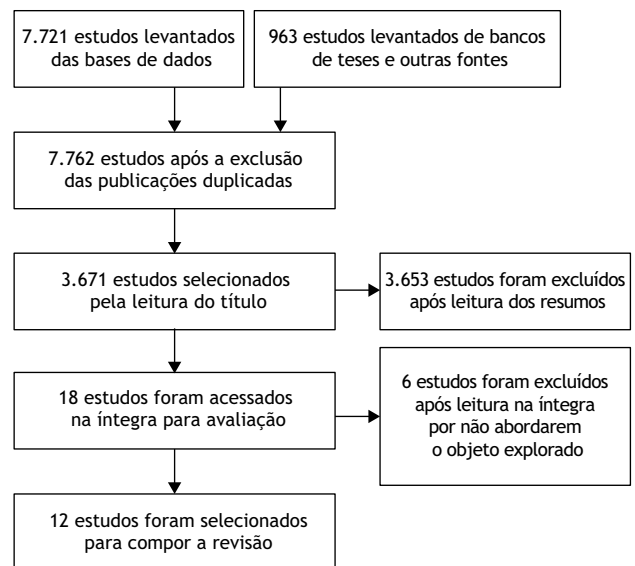 7.721 estudos levantados
das bases de dados
963 estudos levantados de bancos
de teses e outras fontes
7.762 estudos após a exclusão
das publicações duplicadas
3.671 estudos selecionados
pela leitura do título
3.653 estudos foram excluídos
após leitura dos resumos
18 estudos foram acessados
na íntegra para avaliação
6 estudos foram excluídos
após leitura na íntegra
por não abordarem
o objeto explorado
12 estudos foram selecionados
para compor a revisão